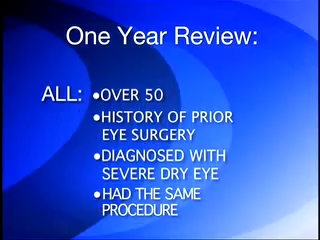 One Year Review:
ALL: •OVER 50
•HISTORY OF PRIOR
EYE SURGERY
•DIAGNOSED WITH
SEVERE DRY EYE
•HAD THE SAME
PROCEDURE